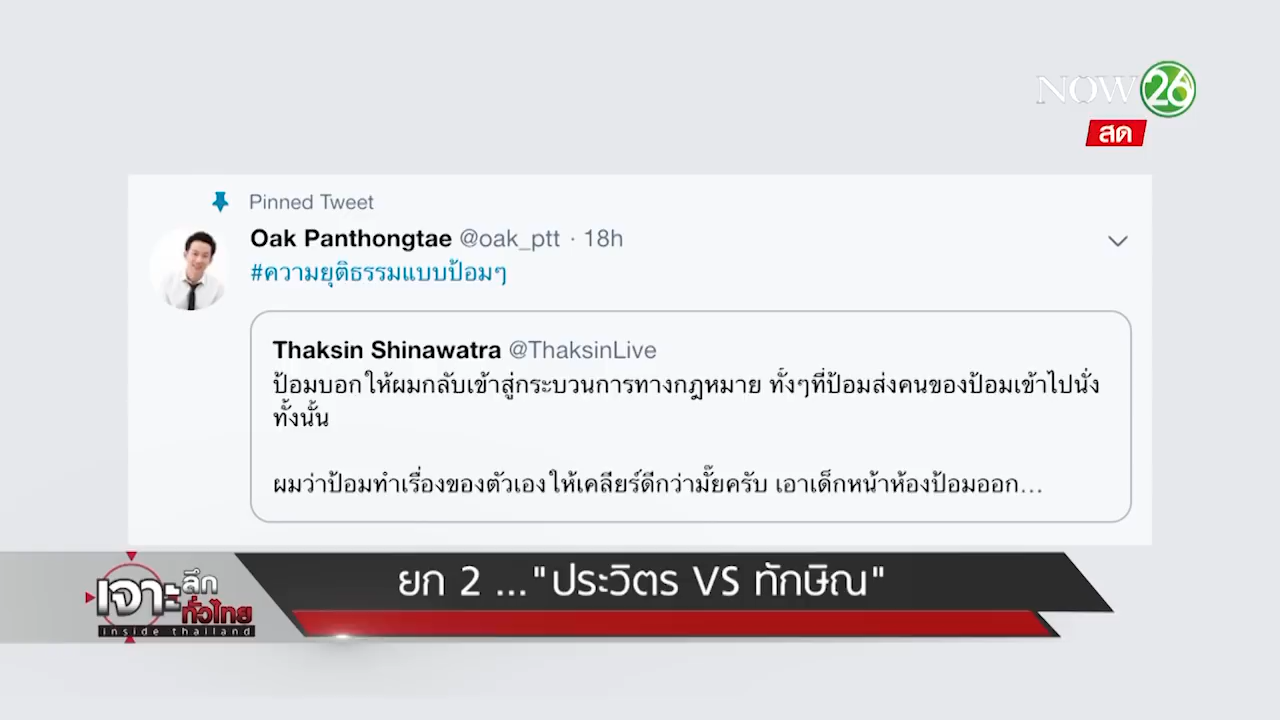 NOW 26
สด
Pinned Tweet
Oak Panthongtae @oak_ptt · 18h
#ความยุติธรรมแบบป้อมๆ
Thaksin Shinawatra @ThaksinLive
ป้อมบอกให้ผมกลับเข้าสู่กระบวนการทางกฎหมาย ทั้งๆที่ป้อมส่งคนของป้อมเข้าไปนั่ง
ทั้งนั้น
ผมว่าป้อมทำเรื่องของตัวเองให้เคลียร์ดีกว่ามั๊ยครับ เอาเด็กหน้าห้องป้อมออก...
ยก 2 ..."ประวิตร VS ทักษิณ"
เจาะลึก
ทั่วไทย
inside thailand